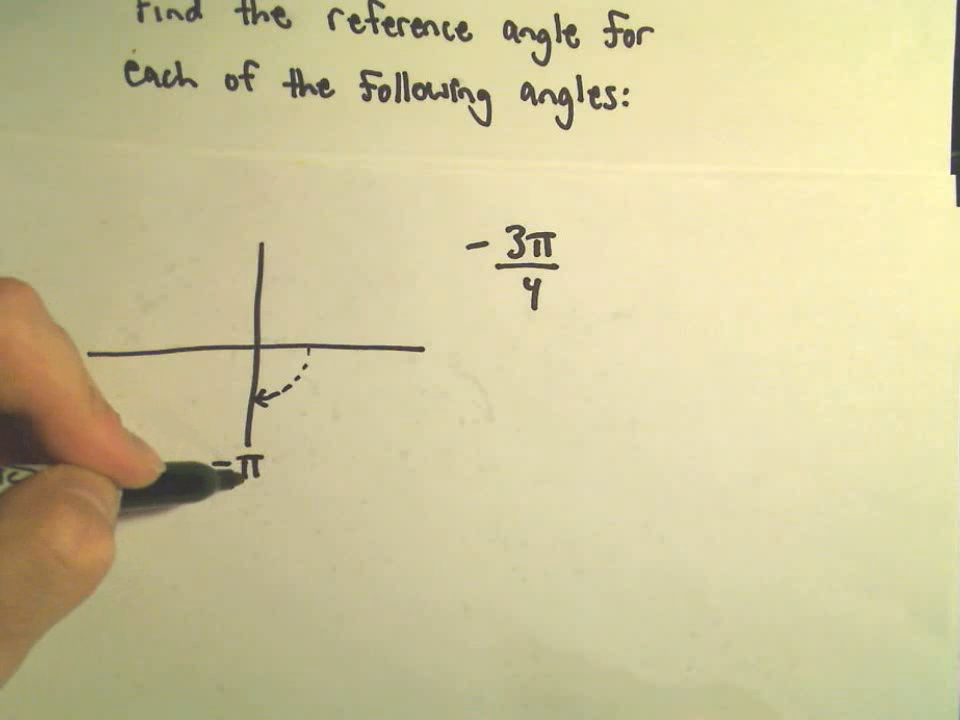 Find the reference angle for
each of the following angles:
- 3π
4
-π